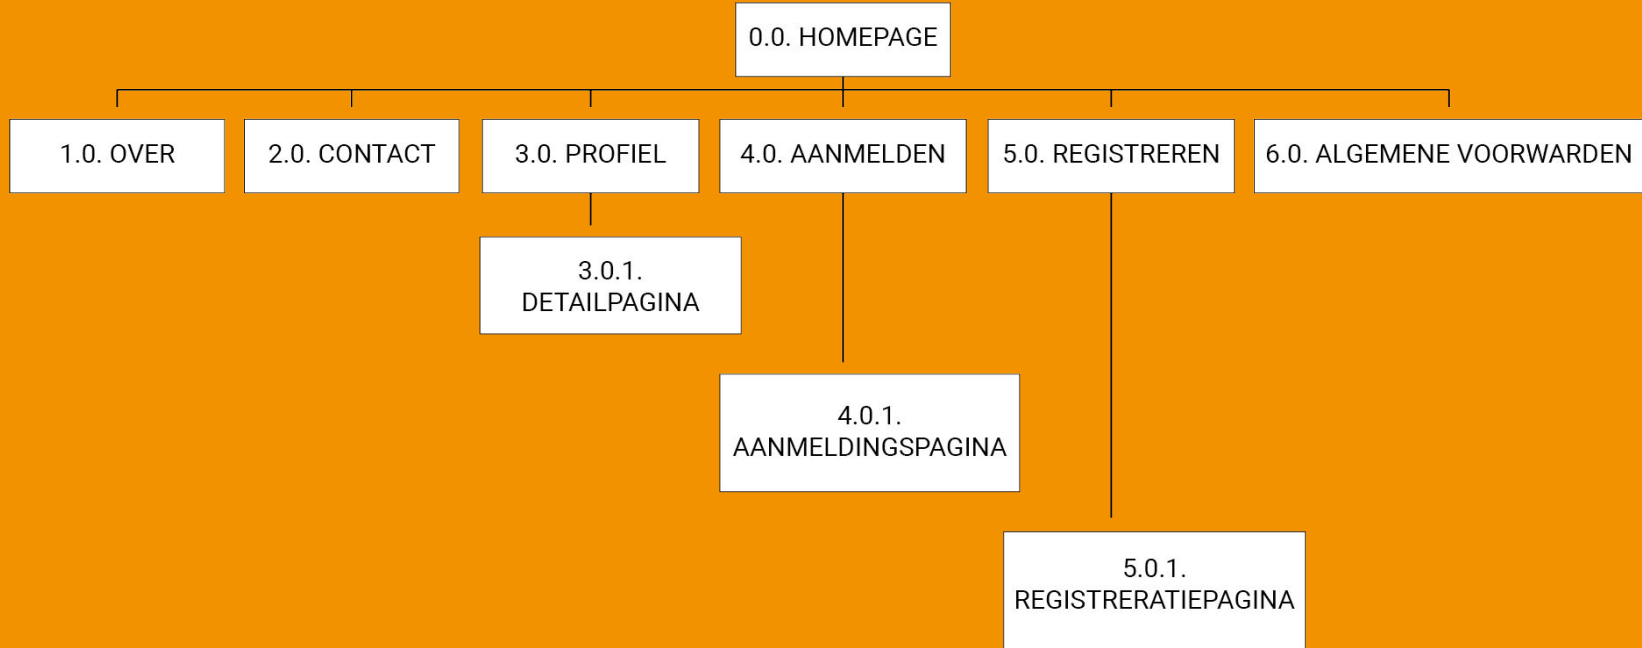 0.0. HOMEPAGE
1.0. OVER
2.0. CONTACT
3.0. PROFIEL
4.0. AANMELDEN
5.0. REGISTREREN
6.0. ALGEMENE VOORWARDEN
3.0.1.
DETAILPAGINA
4.0.1.
AANMELDINGSPAGINA
5.0.1.
REGISTRERATIEPAGINA